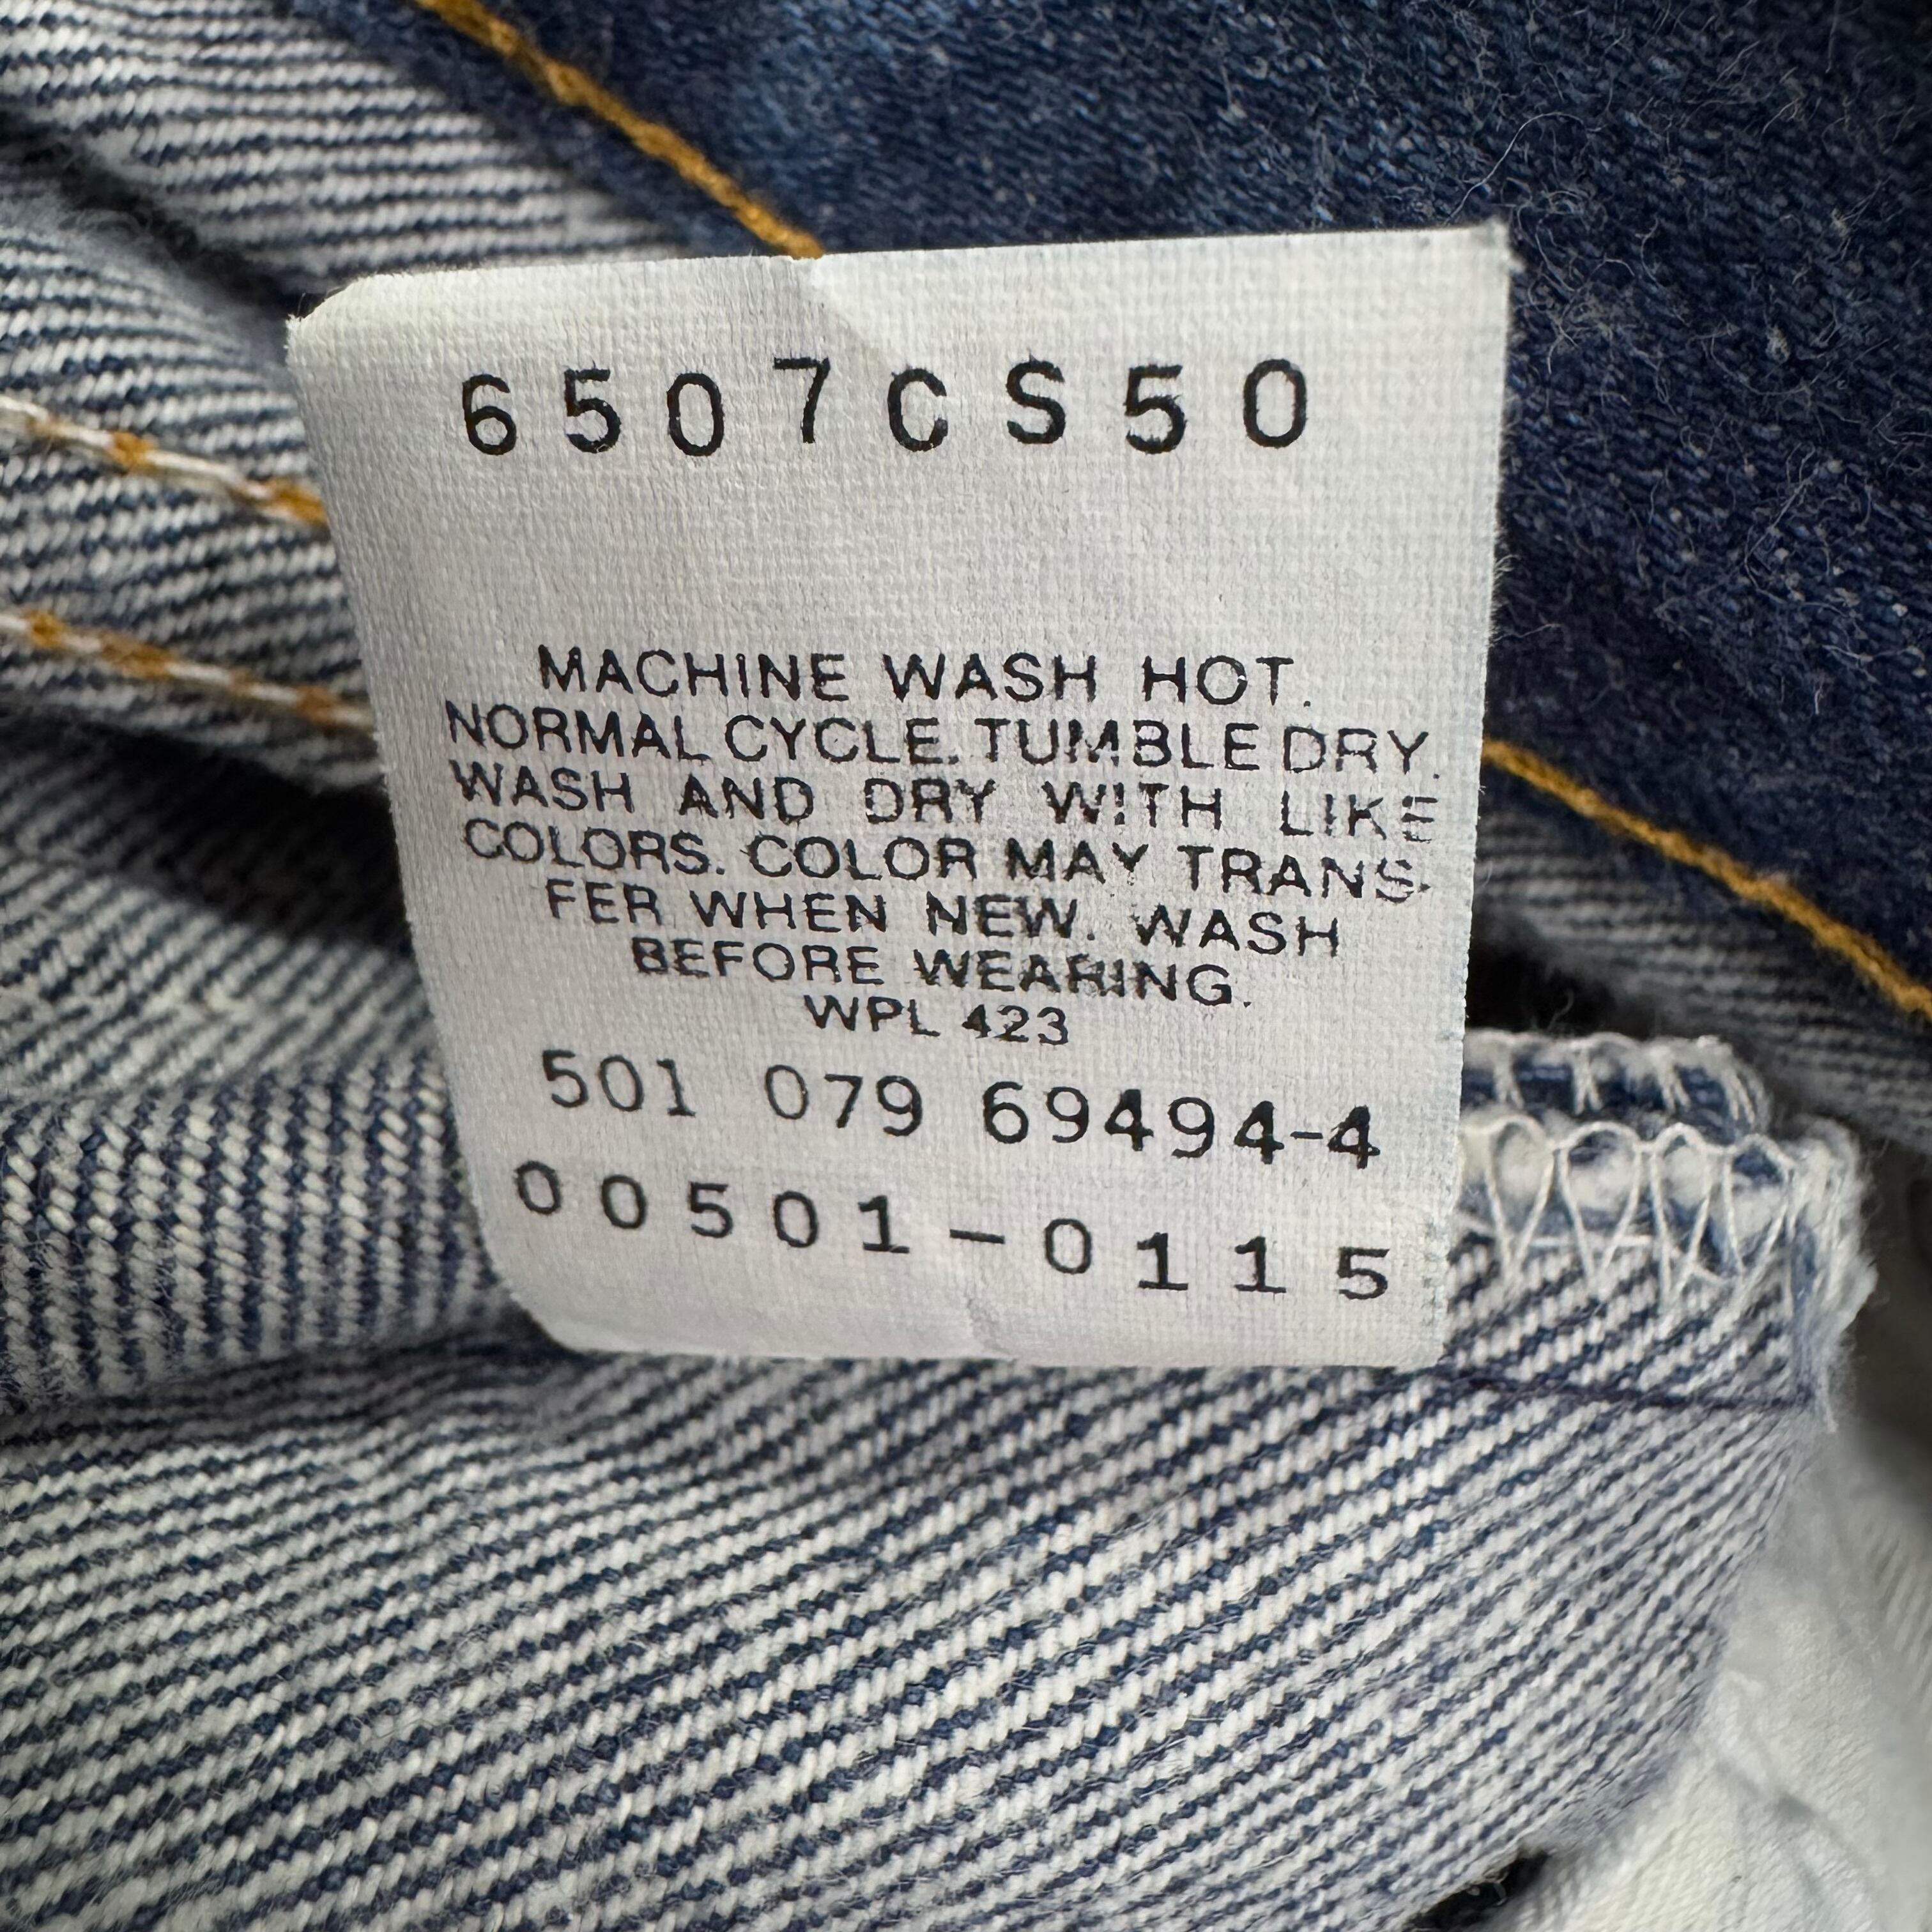 6507CS50
MACHINE WASH HOT.
NORMAL CYCLE. TUMBLE DRY.
WASH AND DRY WITH LIKE
COLORS. COLOR MAY TRANS-
FER WHEN NEW. WASH
BEFORE WEARING.
WPL 423
501 079 69494-4
00501-0115